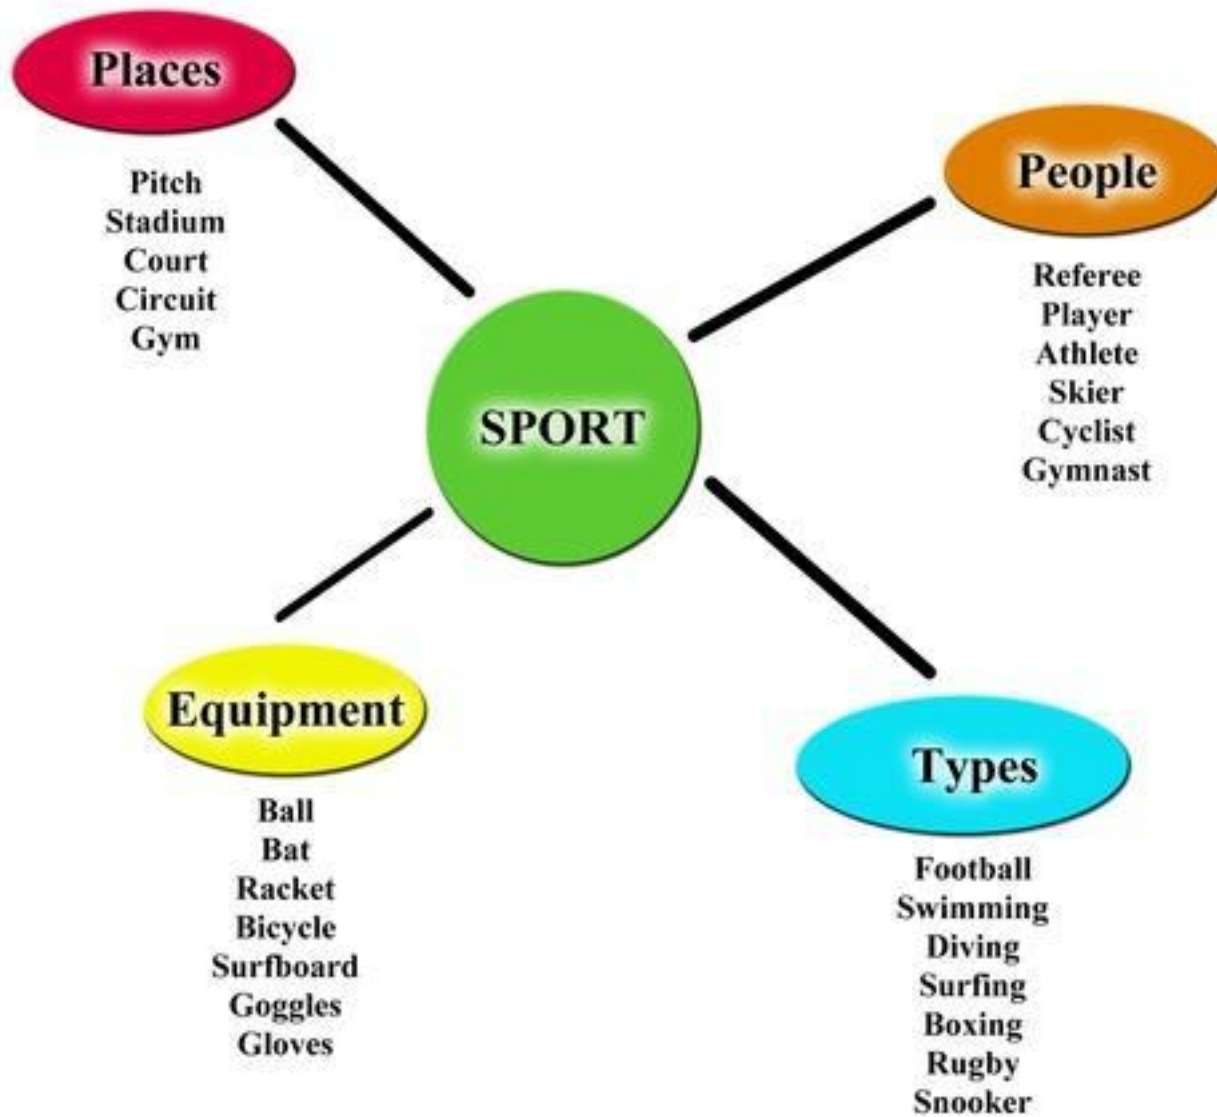 Places
Pitch
Stadium
Court
Circuit
Gym
People
Referee
Player
Athlete
Skier
Cyclist
Gymnast
SPORT
Equipment
Ball
Bat
Racket
Bicycle
Surfboard
Goggles
Gloves
Types
Football
Swimming
Diving
Surfing
Boxing
Rugby
Snooker